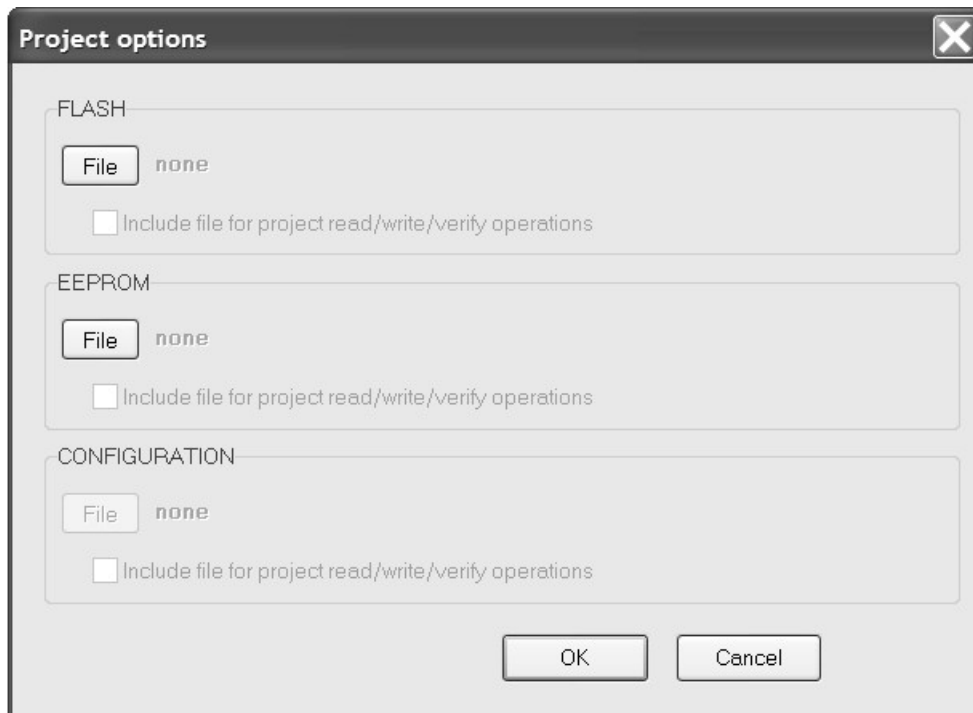 Project options
FLASH
File none
Include file for project read/write/verify operations
EEPROM
File none
Include file for project read/write/verify operations
CONFIGURATION
File none
Include file for project read/write/verify operations
OK Cancel